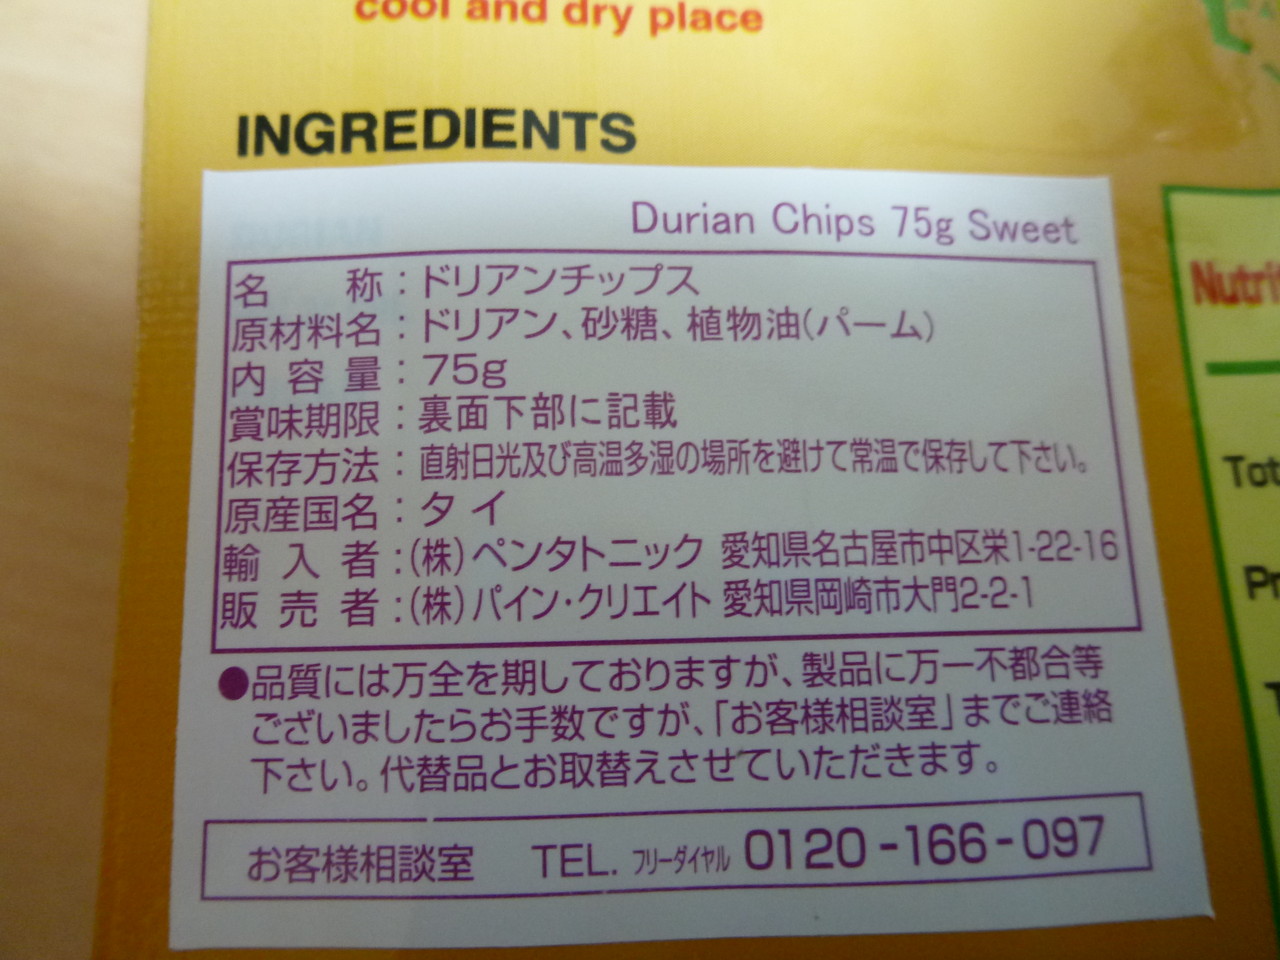 cool and dry place
INGREDIENTS
Durian Chips 75g Sweet
名 称：ドリアンチップス
原材料名：ドリアン、砂糖、植物油(パーム)
内容量：75g
賞味期限：裏面下部に記載
保存方法：直射日光及び高温多湿の場所を避けて常温で保存して下さい。
原産国名：タイ
輸入者：(株)ペンタトニック 愛知県名古屋市中区栄1-22-16
販売者：(株)パイン・クリエイト 愛知県岡崎市大門2-2-1
●品質には万全を期しておりますが、製品に万一不都合等
ございましたらお手数ですが、「お客様相談室」までご連絡
下さい。代替品とお取替えさせていただきます。
お客様相談室 TEL. フリーダイヤル 0120-166-097